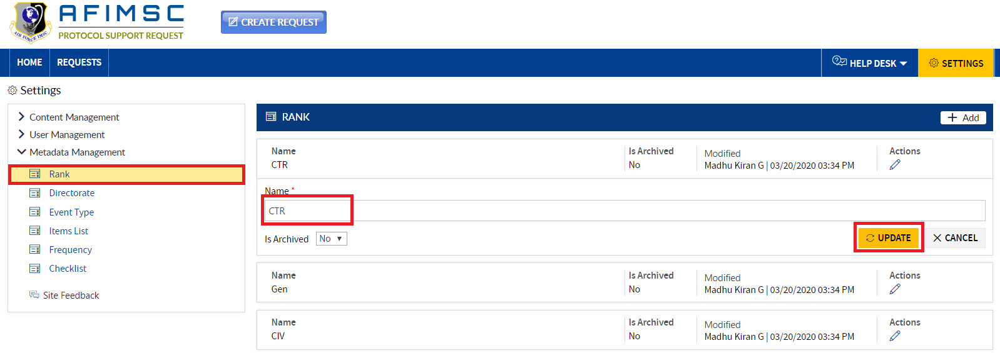 AFIMSC
AIR FORCE IMSC
PROTOCOL SUPPORT REQUEST
CREATE REQUEST
HOME REQUESTS HELP DESK SETTINGS
Settings
Content Management
User Management
Metadata Management
Rank
Directorate
Event Type
Items List
Frequency
Checklist
Site Feedback
RANK + Add
Name Is Archived Modified Actions
CTR No Madhu Kiran G | 03/20/2020 03:34 PM
Name *
CTR
Is Archived No UPDATE CANCEL
Name Is Archived Modified Actions
Gen No Madhu Kiran G | 03/20/2020 03:34 PM
Name Is Archived Modified Actions
CIV No Madhu Kiran G | 03/20/2020 03:34 PM